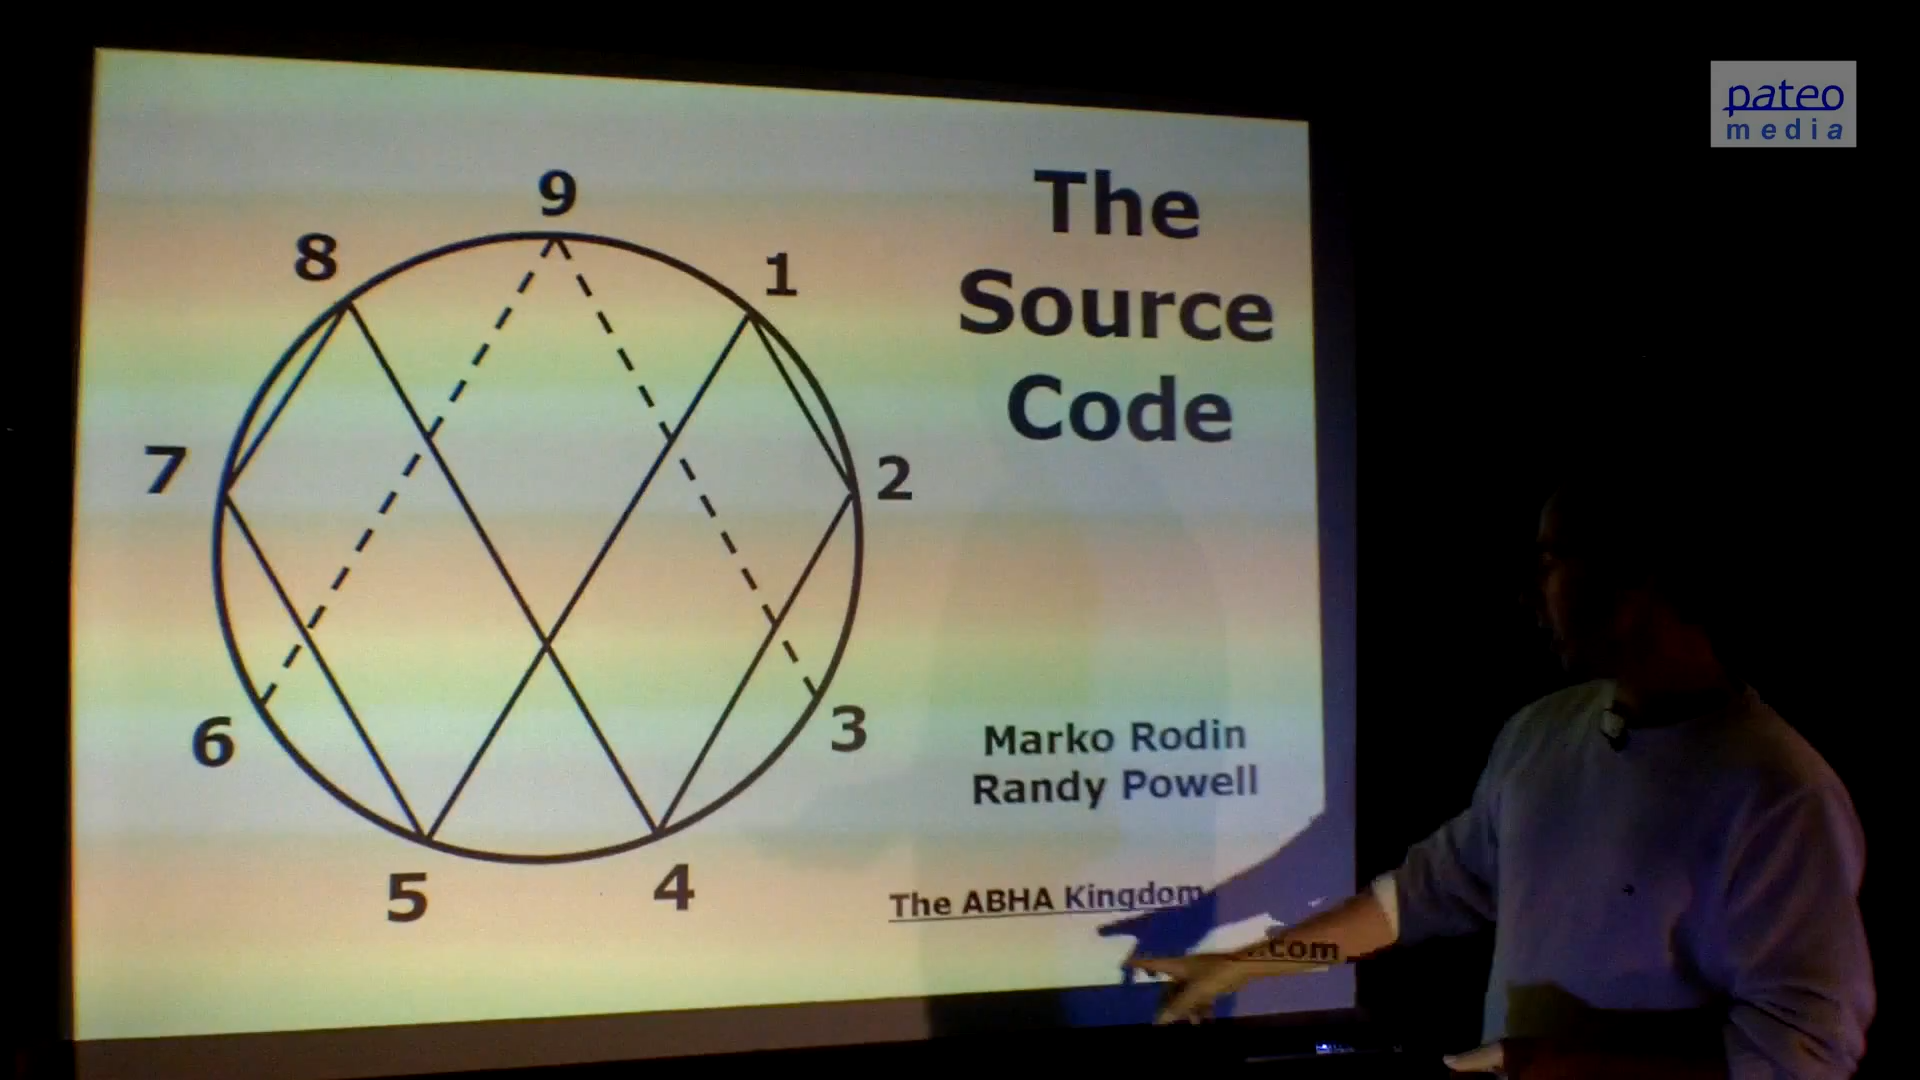 pateo
media
The
Source
Code
9
8
1
7
2
6
3
5
4
Marko Rodin
Randy Powell
The ABHA Kingdom
.com